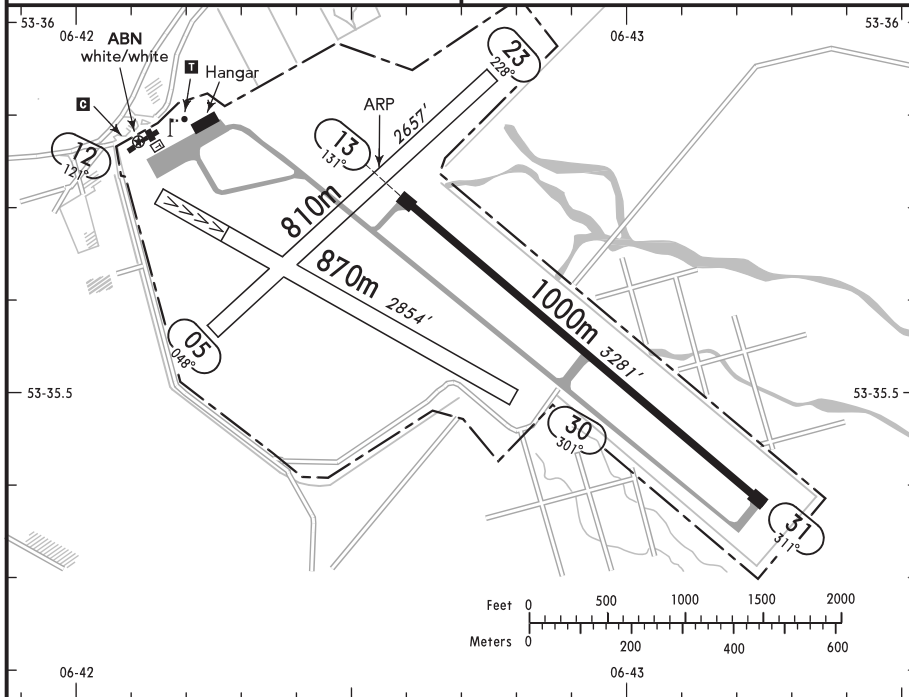 53-36
06-42
06-43
53-36
ABN
white/white
T
Hangar
C
23
228°
ARP
2657'
12
121°
13
131°
810m
870m
2854'
1000m
3281'
05
048°
53-35.5
53-35.5
30
301°
31
311°
Feet 0 500 1000 1500 2000
Meters 0 200 400 600
06-42
06-43